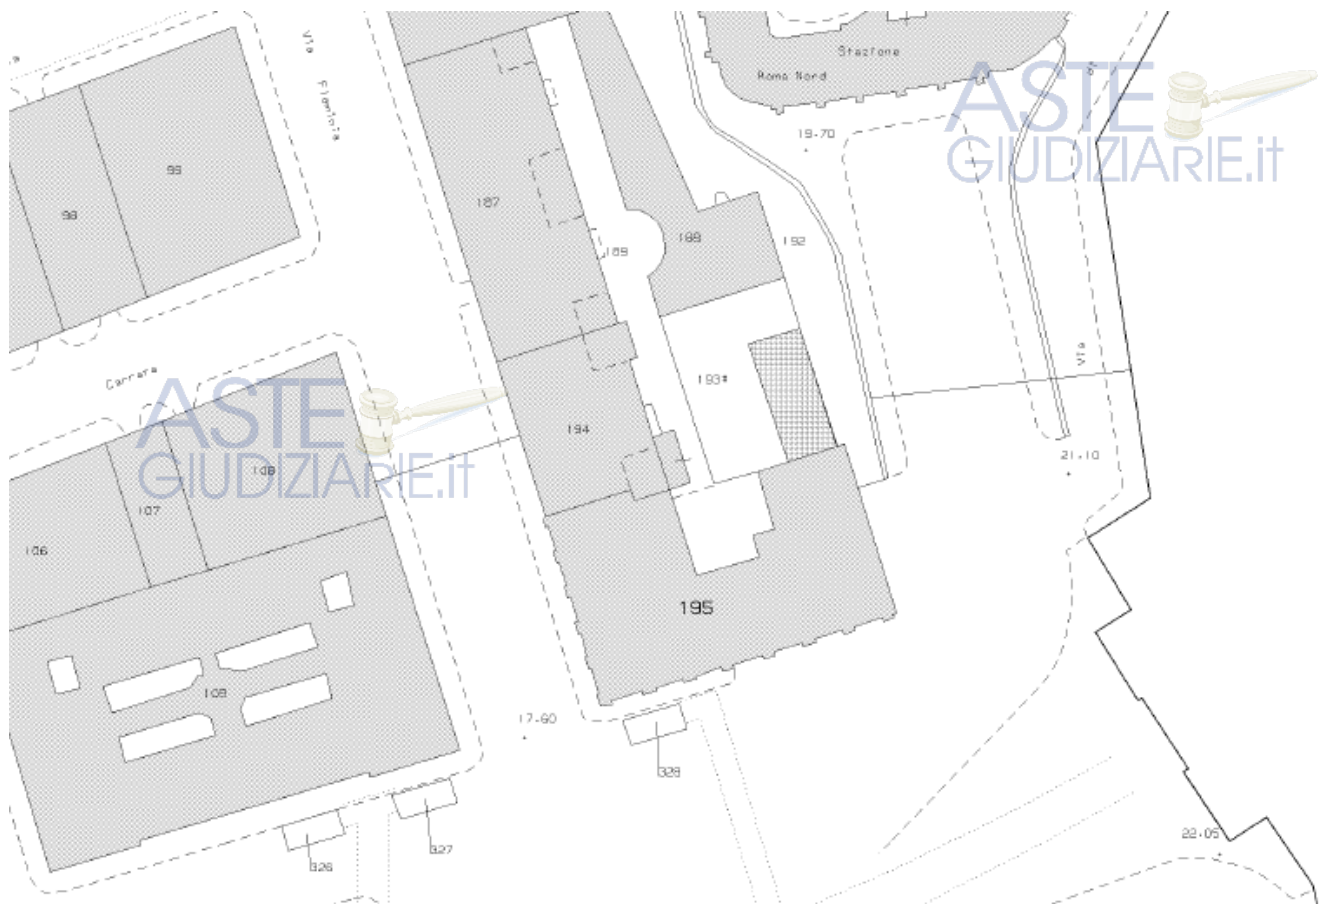 Stazione
Roma Nord
Via
Flaminia
19.70
99
98
187
188
189
192
Via
Carrara
193*
194
108
21.10
107
106
195
109
17.60
328
327
326
22.05
ASTE
GIUDIZIARIE.it
ASTE
GIUDIZIARIE.it